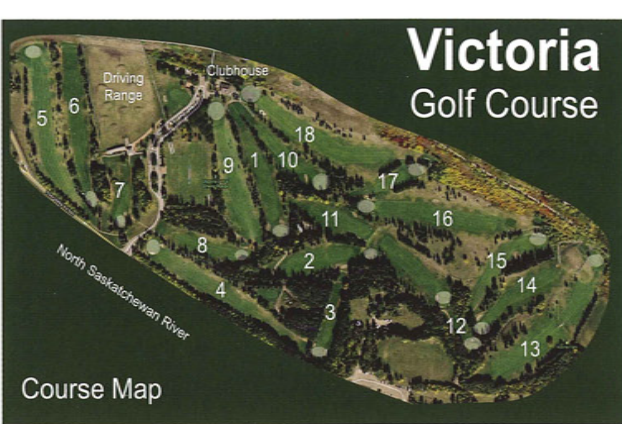 Victoria
Golf Course
Clubhouse
Driving
Range
5
6
7
9
1
10
18
17
11
16
8
2
15
4
14
3
12
13
North Saskatchewan River
Course Map